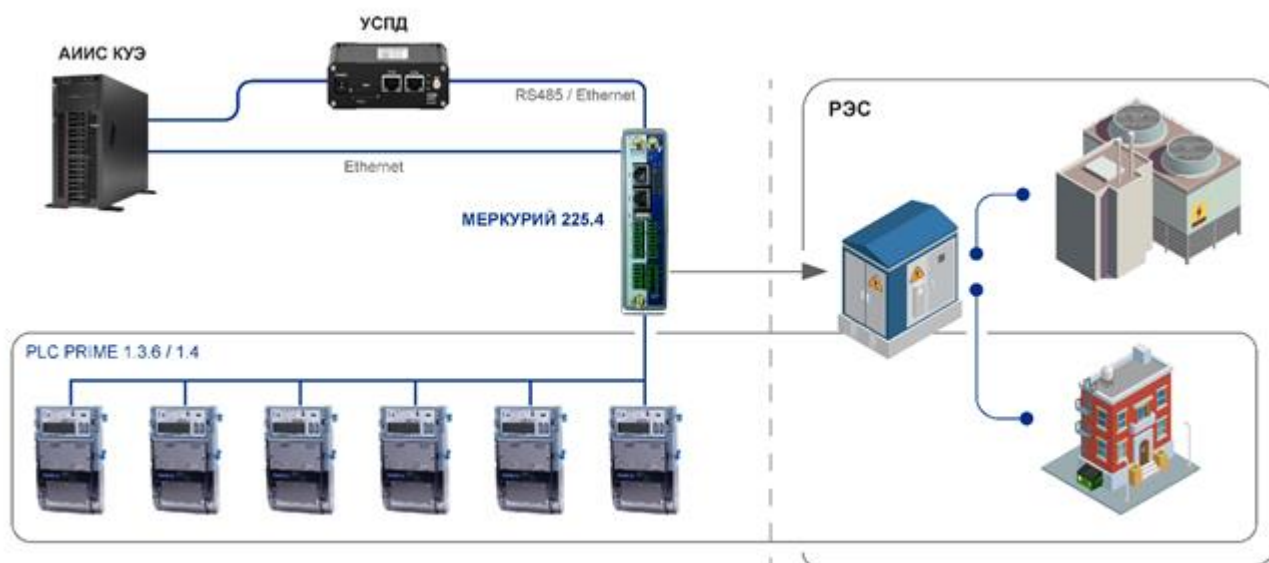 УСПД
АИИС КУЭ
RS485 / Ethernet
РЭС
Ethernet
МЕРКУРИЙ 225.4
PLC PRIME 1.3.6 / 1.4